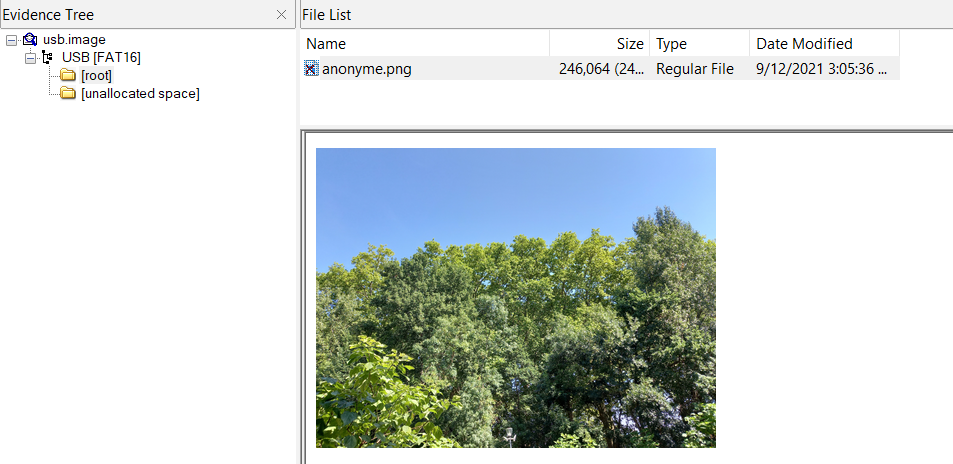 Evidence Tree
usb.image
USB [FAT16]
[root]
[unallocated space]
File List
Name Size Type Date Modified
anonyme.png 246,064 (24... Regular File 9/12/2021 3:05:36 ...